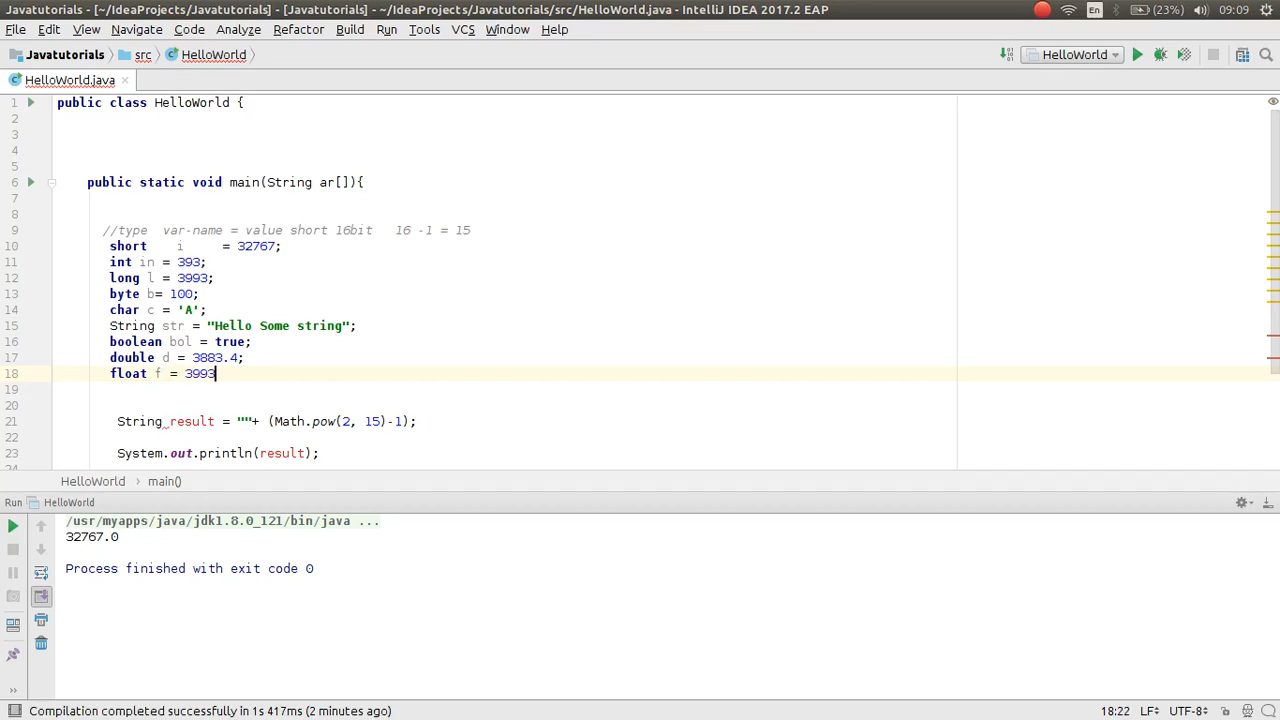 Javatutorials - [~/IdeaProjects/Javatutorials] - [Javatutorials] - ~/IdeaProjects/Javatutorials/src/HelloWorld.java - IntelliJ IDEA 2017.2 EAP En (23%) 09:09
File Edit View Navigate Code Analyze Refactor Build Run Tools VCS Window Help
Javatutorials src HelloWorld HelloWorld
HelloWorld.java
1 public class HelloWorld {
2
3
4
5
6 public static void main(String ar[]){
7
8
9 //type var-name = value short 16bit 16 -1 = 15
10 short i = 32767;
11 int in = 393;
12 long l = 3993;
13 byte b= 100;
14 char c = 'A';
15 String str = "Hello Some string";
16 boolean bol = true;
17 double d = 3883.4;
18 float f = 3993
19
20
21 String result = ""+ (Math.pow(2, 15)-1);
22
23 System.out.println(result);
24
HelloWorld main()
Run HelloWorld
/usr/myapps/java/jdk1.8.0_121/bin/java ...
32767.0
Process finished with exit code 0
Compilation completed successfully in 1s 417ms (2 minutes ago) 18:22 LF UTF-8